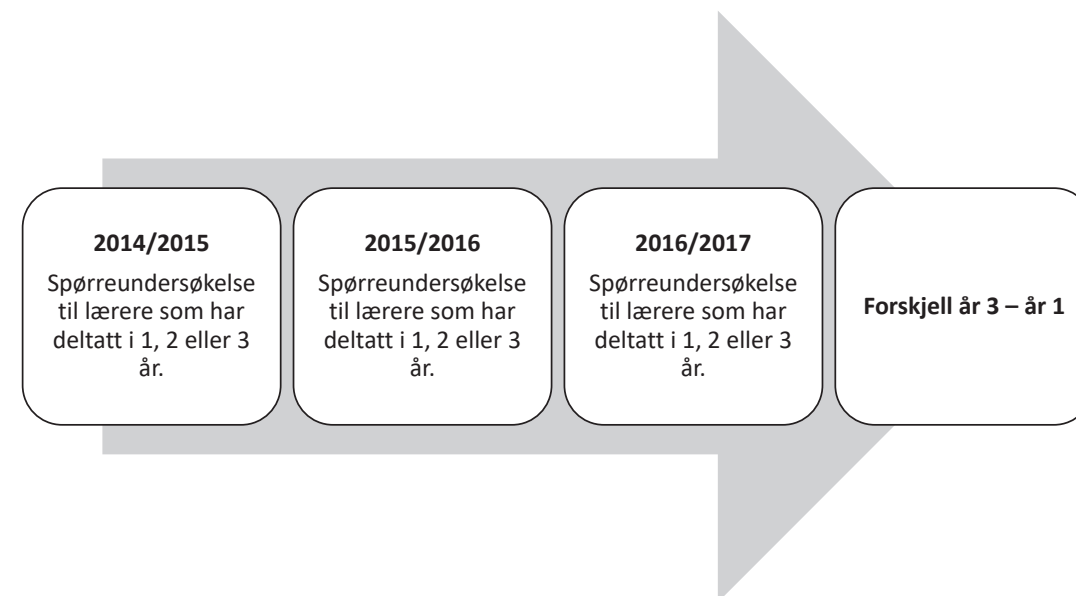 2014/2015
Spørreundersøkelse
til lærere som har
deltatt i 1, 2 eller 3
år.
2015/2016
Spørreundersøkelse
til lærere som har
deltatt i 1, 2 eller 3
år.
2016/2017
Spørreundersøkelse
til lærere som har
deltatt i 1, 2 eller 3
år.
Forskjell år 3 – år 1